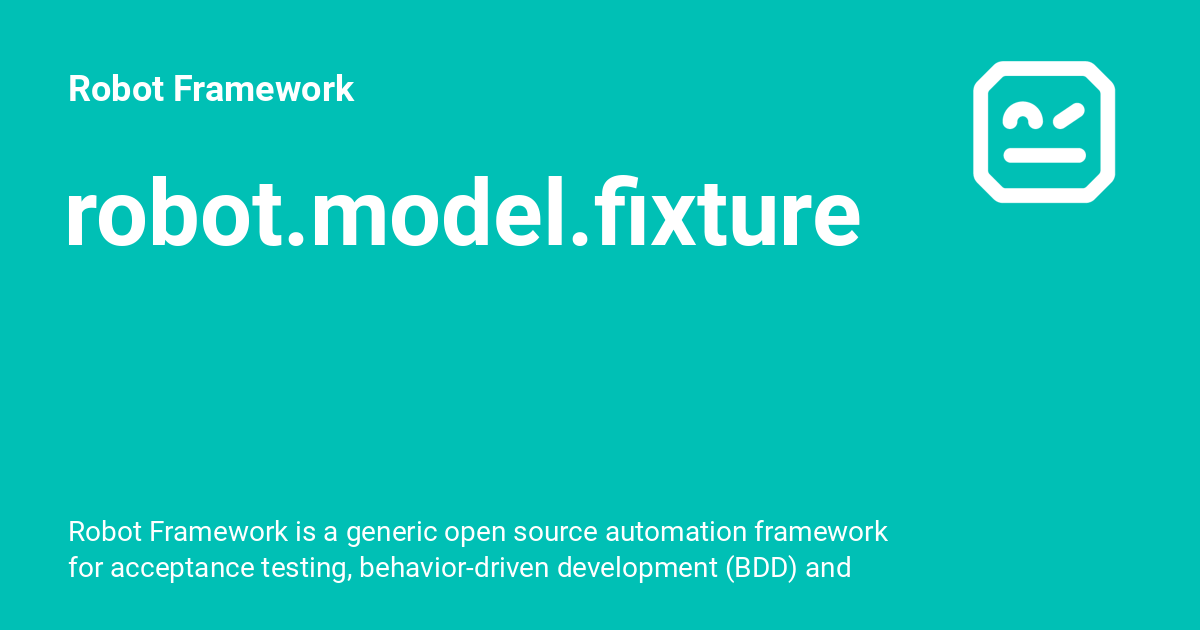 Robot Framework
robot.model.fixture
Robot Framework is a generic open source automation framework
for acceptance testing, behavior-driven development (BDD) and